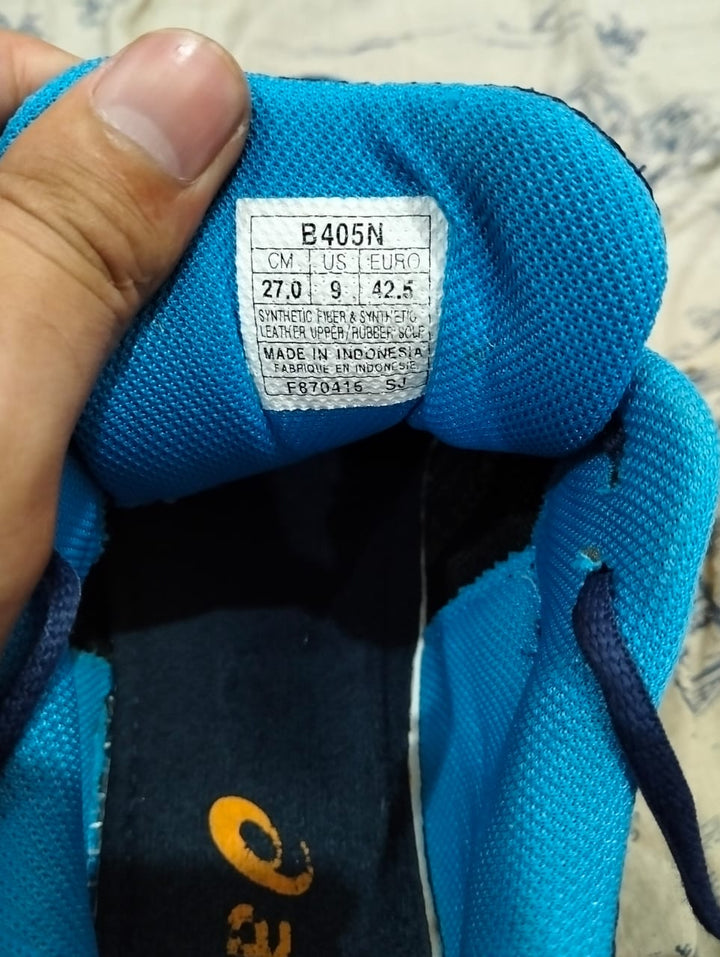 B405N
CM US EURO
27.0 9 42.5
SYNTHETIC FIBER & SYNTHETIC
LEATHER UPPER/RUBBER SOLE
MADE IN INDONESIA
FABRIQUE EN INDONESIE
F870416 SJ